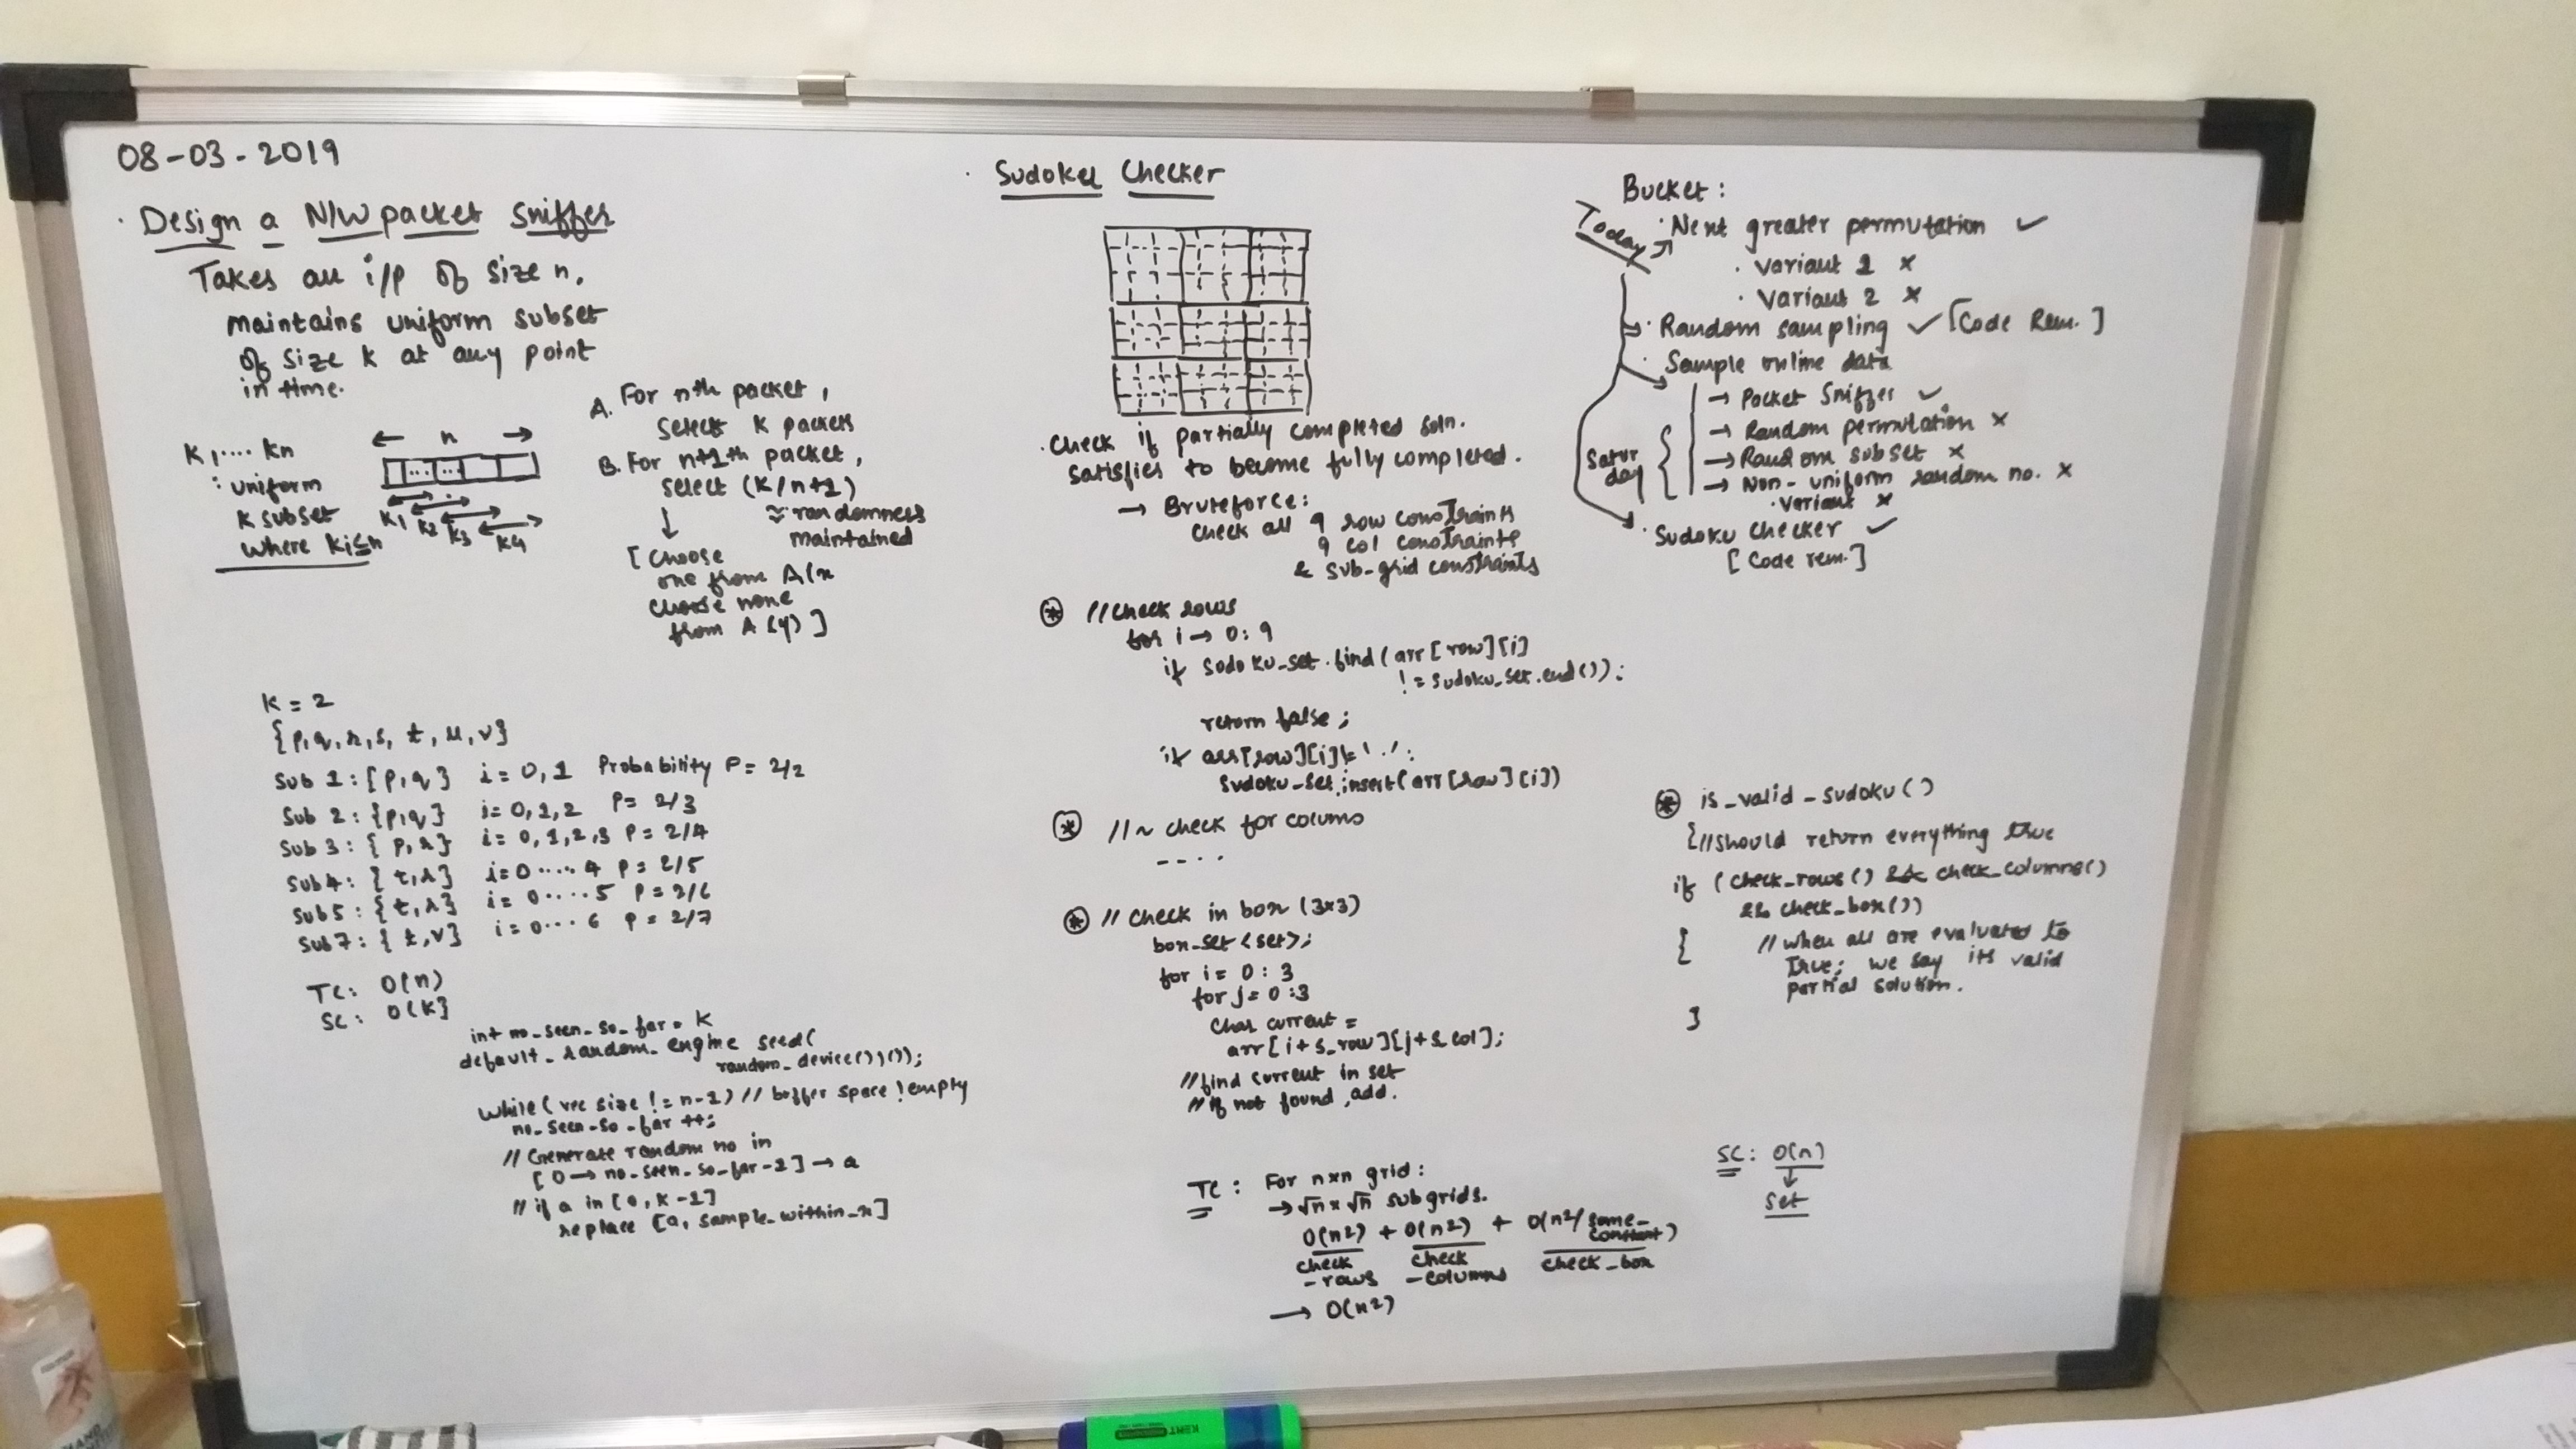 08-03-2019
· Design a N/W packet sniffer
Takes an i/p of size n.
maintains uniform subset
of size k at any point
in time.
K1.... Kn
: uniform
K subset
where ki≤n
← n →
... ...
K1 K2 K3 K4
A. For nth packet,
select K packets
B. For n+1th packet,
select (K/n+1)
↓ ≈ randomness
maintained
[ Choose
one from A(x
choose none
from A (y) ]
K = 2
{p,q,r,s, t, u, v}
Sub 1: {p,q} i = 0, 1 Probability P = 2/2
Sub 2: {p,q} i= 0,1,2 P= 2/3
Sub 3: { p,r} i= 0,1,2,3 P = 2/4
Sub 4: { t,r} i=0.....4 P = 2/5
Sub 5: {t,r} i= 0.....5 P = 2/6
Sub 7: { t,v} i=0...6 P = 2/7
TC: O(n)
SC: O(K)
int no_seen_so_far = K
default_random_engine seed(
random_device())());
while( vec size != n-1) // buffer space !empty
no_seen_so_far ++;
// Generate random no in
[ 0→ no_seen_so_far-1] → a
// if a in [0, K-1]
replace [a, sample_within_x]
· Sudoku Checker
· Check if partially completed soln.
satisfies to become fully completed.
→ Bruteforce:
check all 9 row constraints
9 col constraints
& sub-grid constraints
* //check rows
for i → 0: 9
if sudoku_set.find(arr[row][i]
!= sudoku_set.end()):
return false;
if arr[row][i]!= '.':
sudoku_set.insert(arr[row][i])
* //~ check for colums
- - . .
* // Check in box (3x3)
box_set <set>;
for i = 0: 3
for j= 0:3
char current =
arr[i+s_row][j+s_col];
//find current in set
// if not found, add.
TC: For nxn grid:
→ √n x √n subgrids.
O(n2) + O(n2) + O(n2/some_
constant)
check check check_box
-rows -columns
→ O(n2)
Bucket:
Today
· Next greater permutation ✓
· Variant 1 x
· Variant 2 x
· Random sampling ✓ [Code Rem.]
· Sample online data
→ Packet Sniffer ✓
→ Random permutation x
Satur
day
→ Random subset x
→ Non-uniform random no. x
· Variant x
· Sudoku checker ✓
[Code rem.]
* is_valid_sudoku()
{//should return everything true
if (check_rows() && check_columns()
&& check_box())
{ // when all are evaluated to
True; we say its valid
partial solution.
}
SC: O(n)
↓
set
KENT